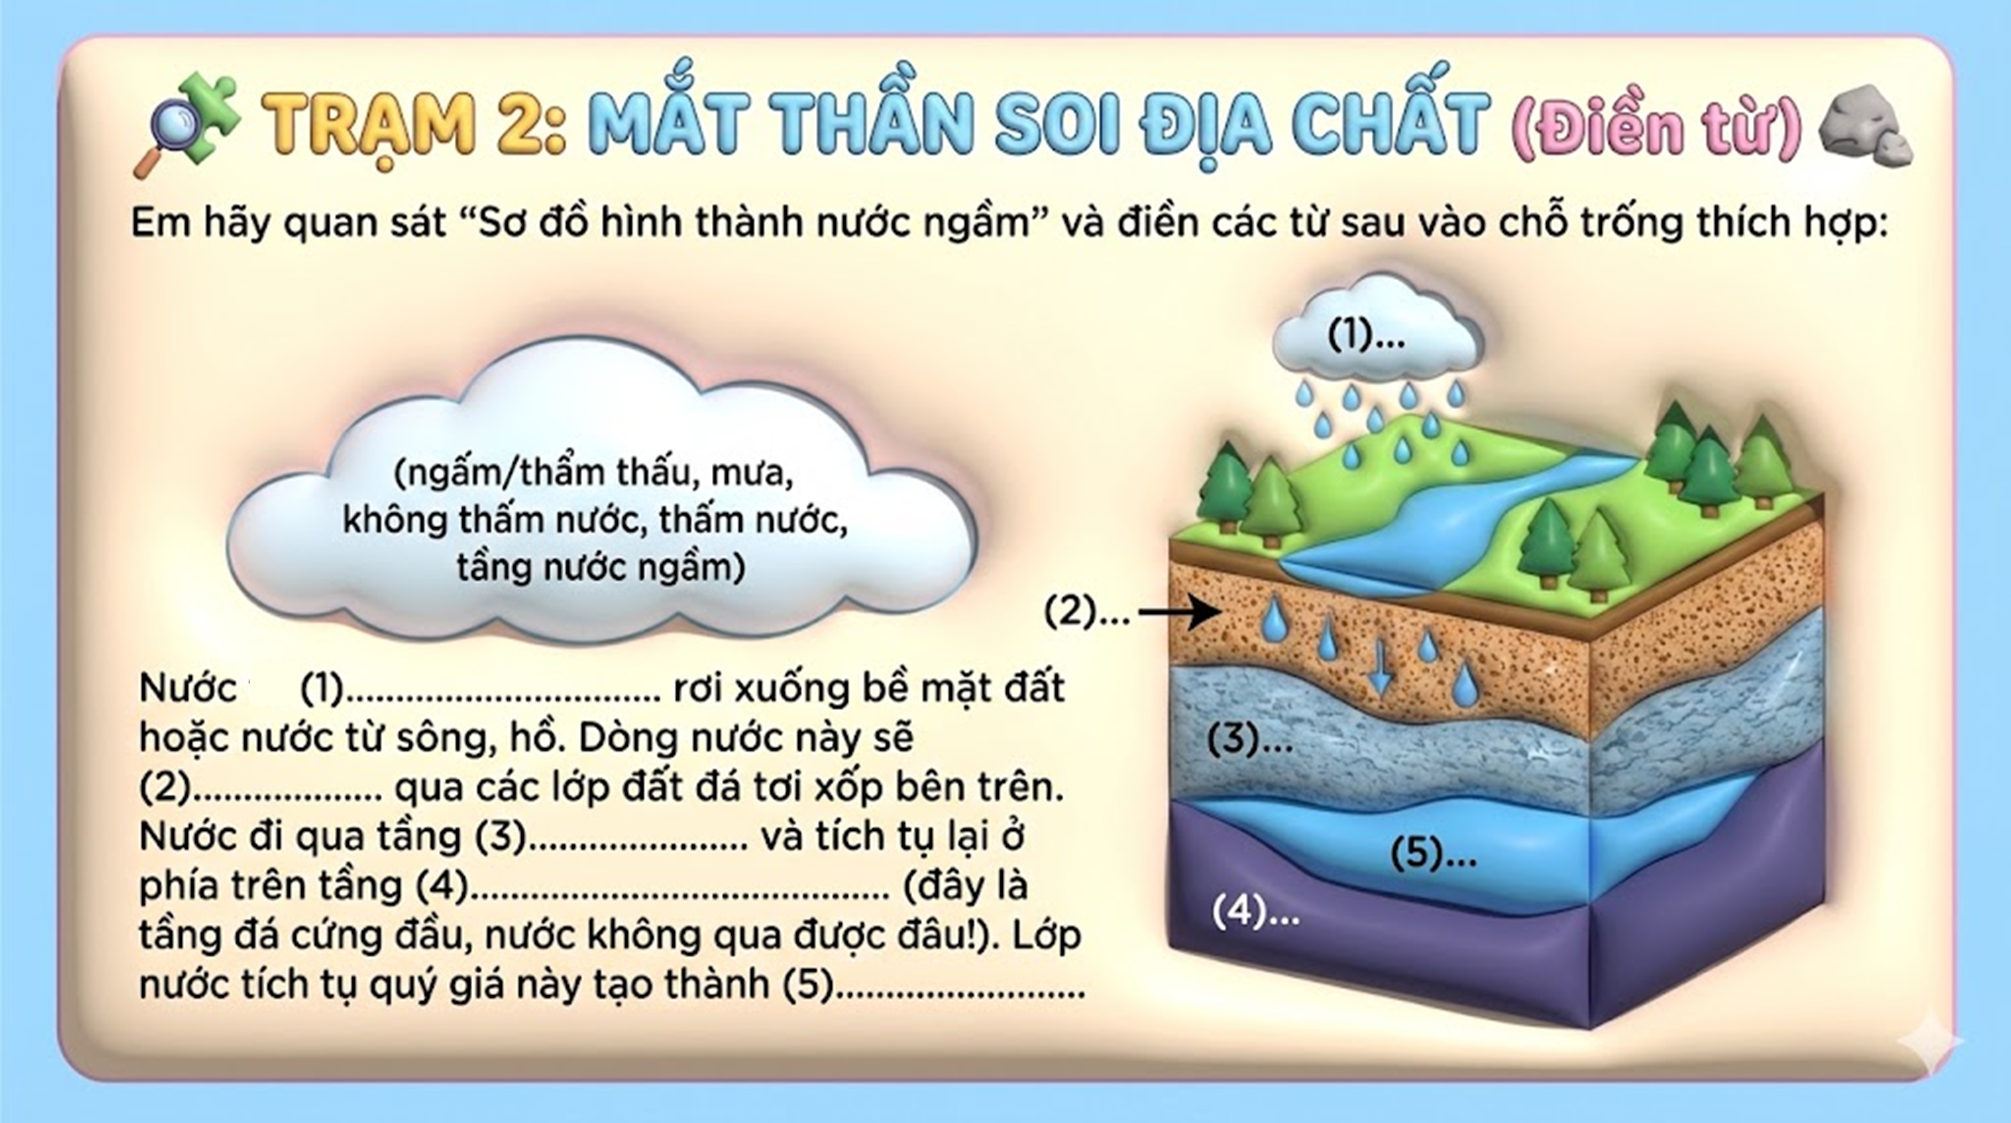 TRẠM 2: MẮT THẦN SOI ĐỊA CHẤT (Điền từ)
Em hãy quan sát “Sơ đồ hình thành nước ngầm” và điền các từ sau vào chỗ trống thích hợp:
(1)...
(ngấm/thẩm thấu, mưa,
không thấm nước, thấm nước,
tầng nước ngầm)
(2)...
(3)...
(5)...
(4)...
Nước (1)................................ rơi xuống bề mặt đất
hoặc nước từ sông, hồ. Dòng nước này sẽ
(2)................... qua các lớp đất đá tơi xốp bên trên.
Nước đi qua tầng (3)...................... và tích tụ lại ở
phía trên tầng (4).......................................... (đây là
tầng đá cứng đầu, nước không qua được đâu!). Lớp
nước tích tụ quý giá này tạo thành (5).........................